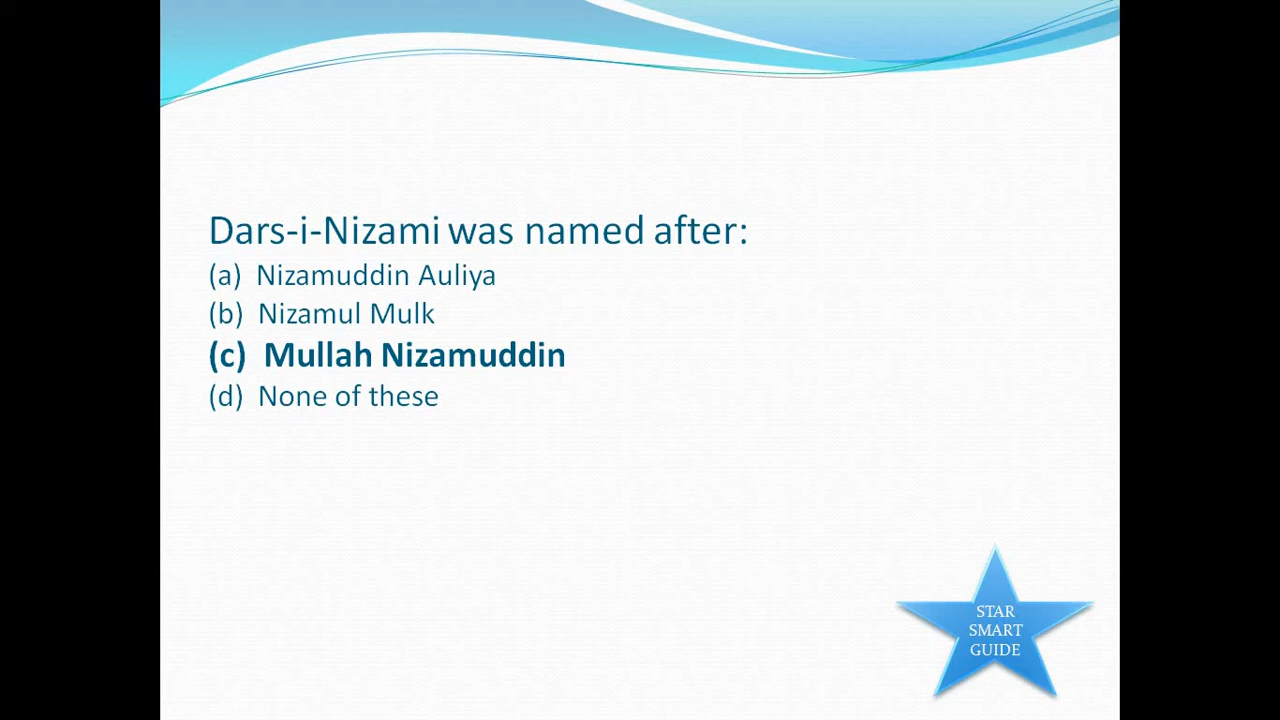 Dars-i-Nizami was named after:
(a) Nizamuddin Auliya
(b) Nizamul Mulk
(c) Mullah Nizamuddin
(d) None of these
STAR
SMART
GUIDE